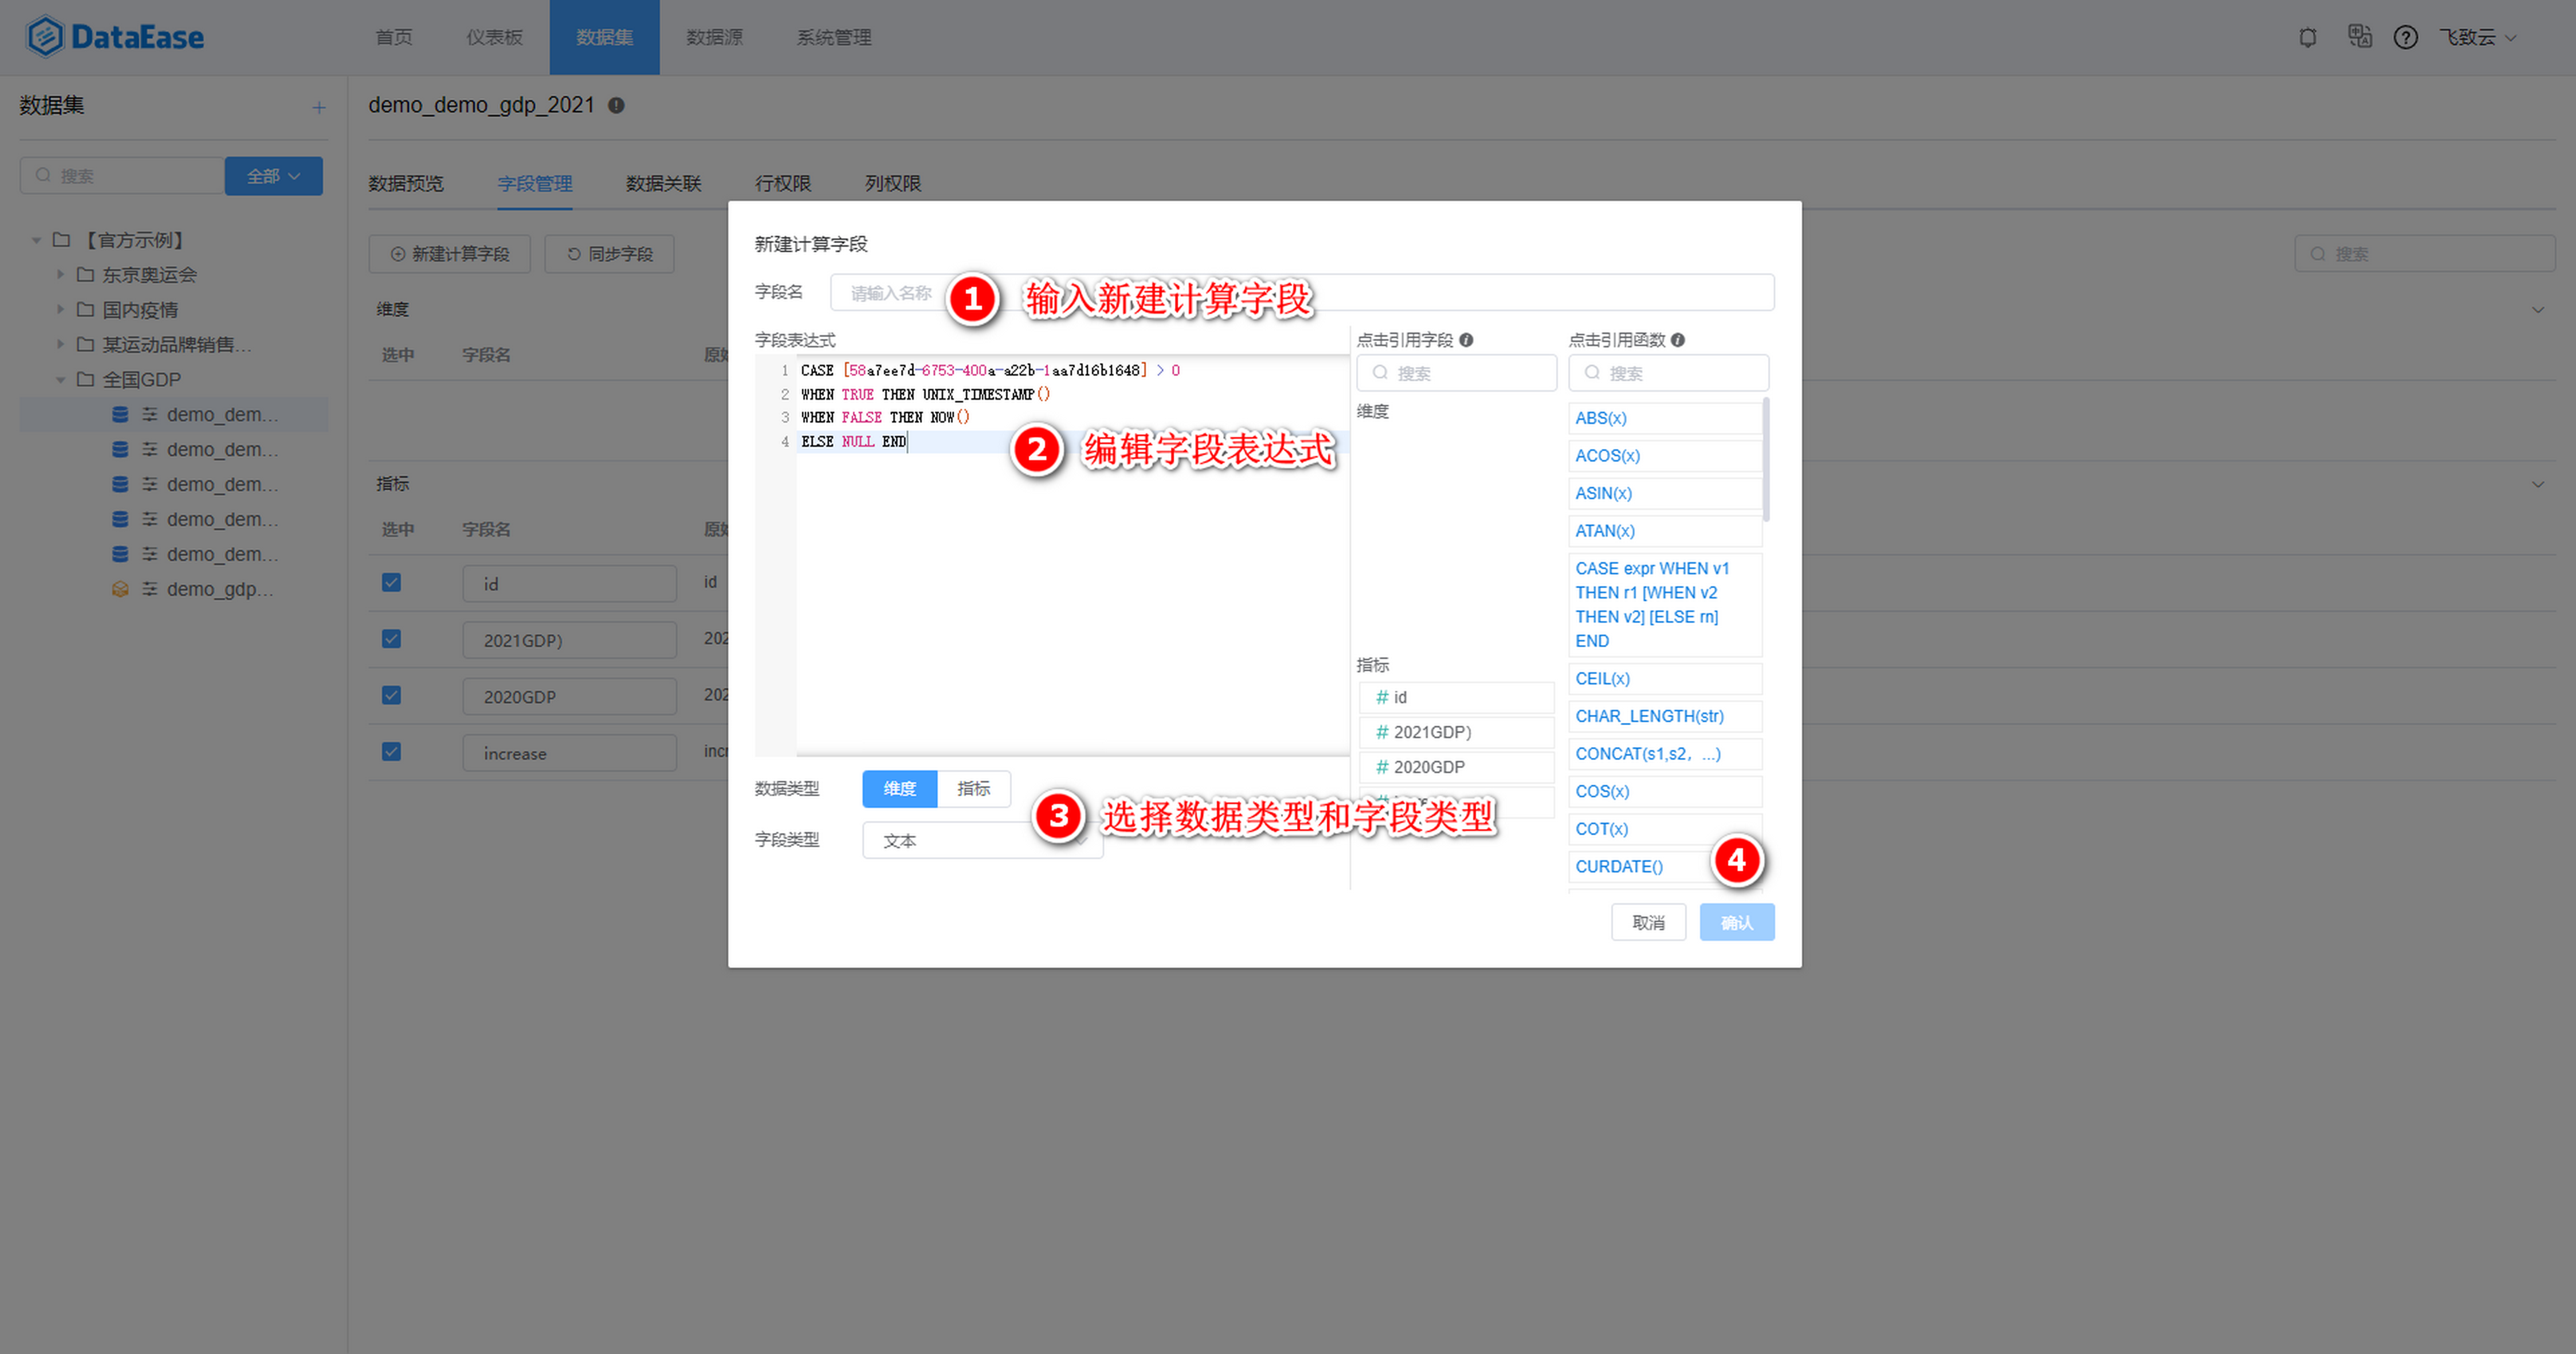 DataEase
首页 仪表板 数据集 数据源 系统管理
飞致云
数据集
demo_demo_gdp_2021
搜索 全部
数据预览 字段管理 数据关联 行权限 列权限
【官方示例】
东京奥运会
国内疫情
某运动品牌销售...
全国GDP
demo_dem...
demo_dem...
demo_dem...
demo_dem...
demo_dem...
demo_gdp...
新建计算字段 同步字段
搜索
维度
选中 字段名
指标
选中 字段名
id id
2021GDP) 202
2020GDP 202
increase
新建计算字段
字段名 请输入名称
1 输入新建计算字段
字段表达式
1 CASE [58a7ee7d-6753-400a-a22b-1aa7d16b1648] > 0
2 WHEN TRUE THEN UNIX_TIMESTAMP()
3 WHEN FALSE THEN NOW()
4 ELSE NULL END
2 编辑字段表达式
点击引用字段
搜索
维度
指标
# id
# 2021GDP)
# 2020GDP
点击引用函数
搜索
ABS(x)
ACOS(x)
ASIN(x)
ATAN(x)
CASE expr WHEN v1
THEN r1 [WHEN v2
THEN v2] [ELSE rn]
END
CEIL(x)
CHAR_LENGTH(str)
CONCAT(s1,s2，...)
COS(x)
COT(x)
CURDATE()
数据类型 维度 指标
3 选择数据类型和字段类型
字段类型 文本
4
取消 确认